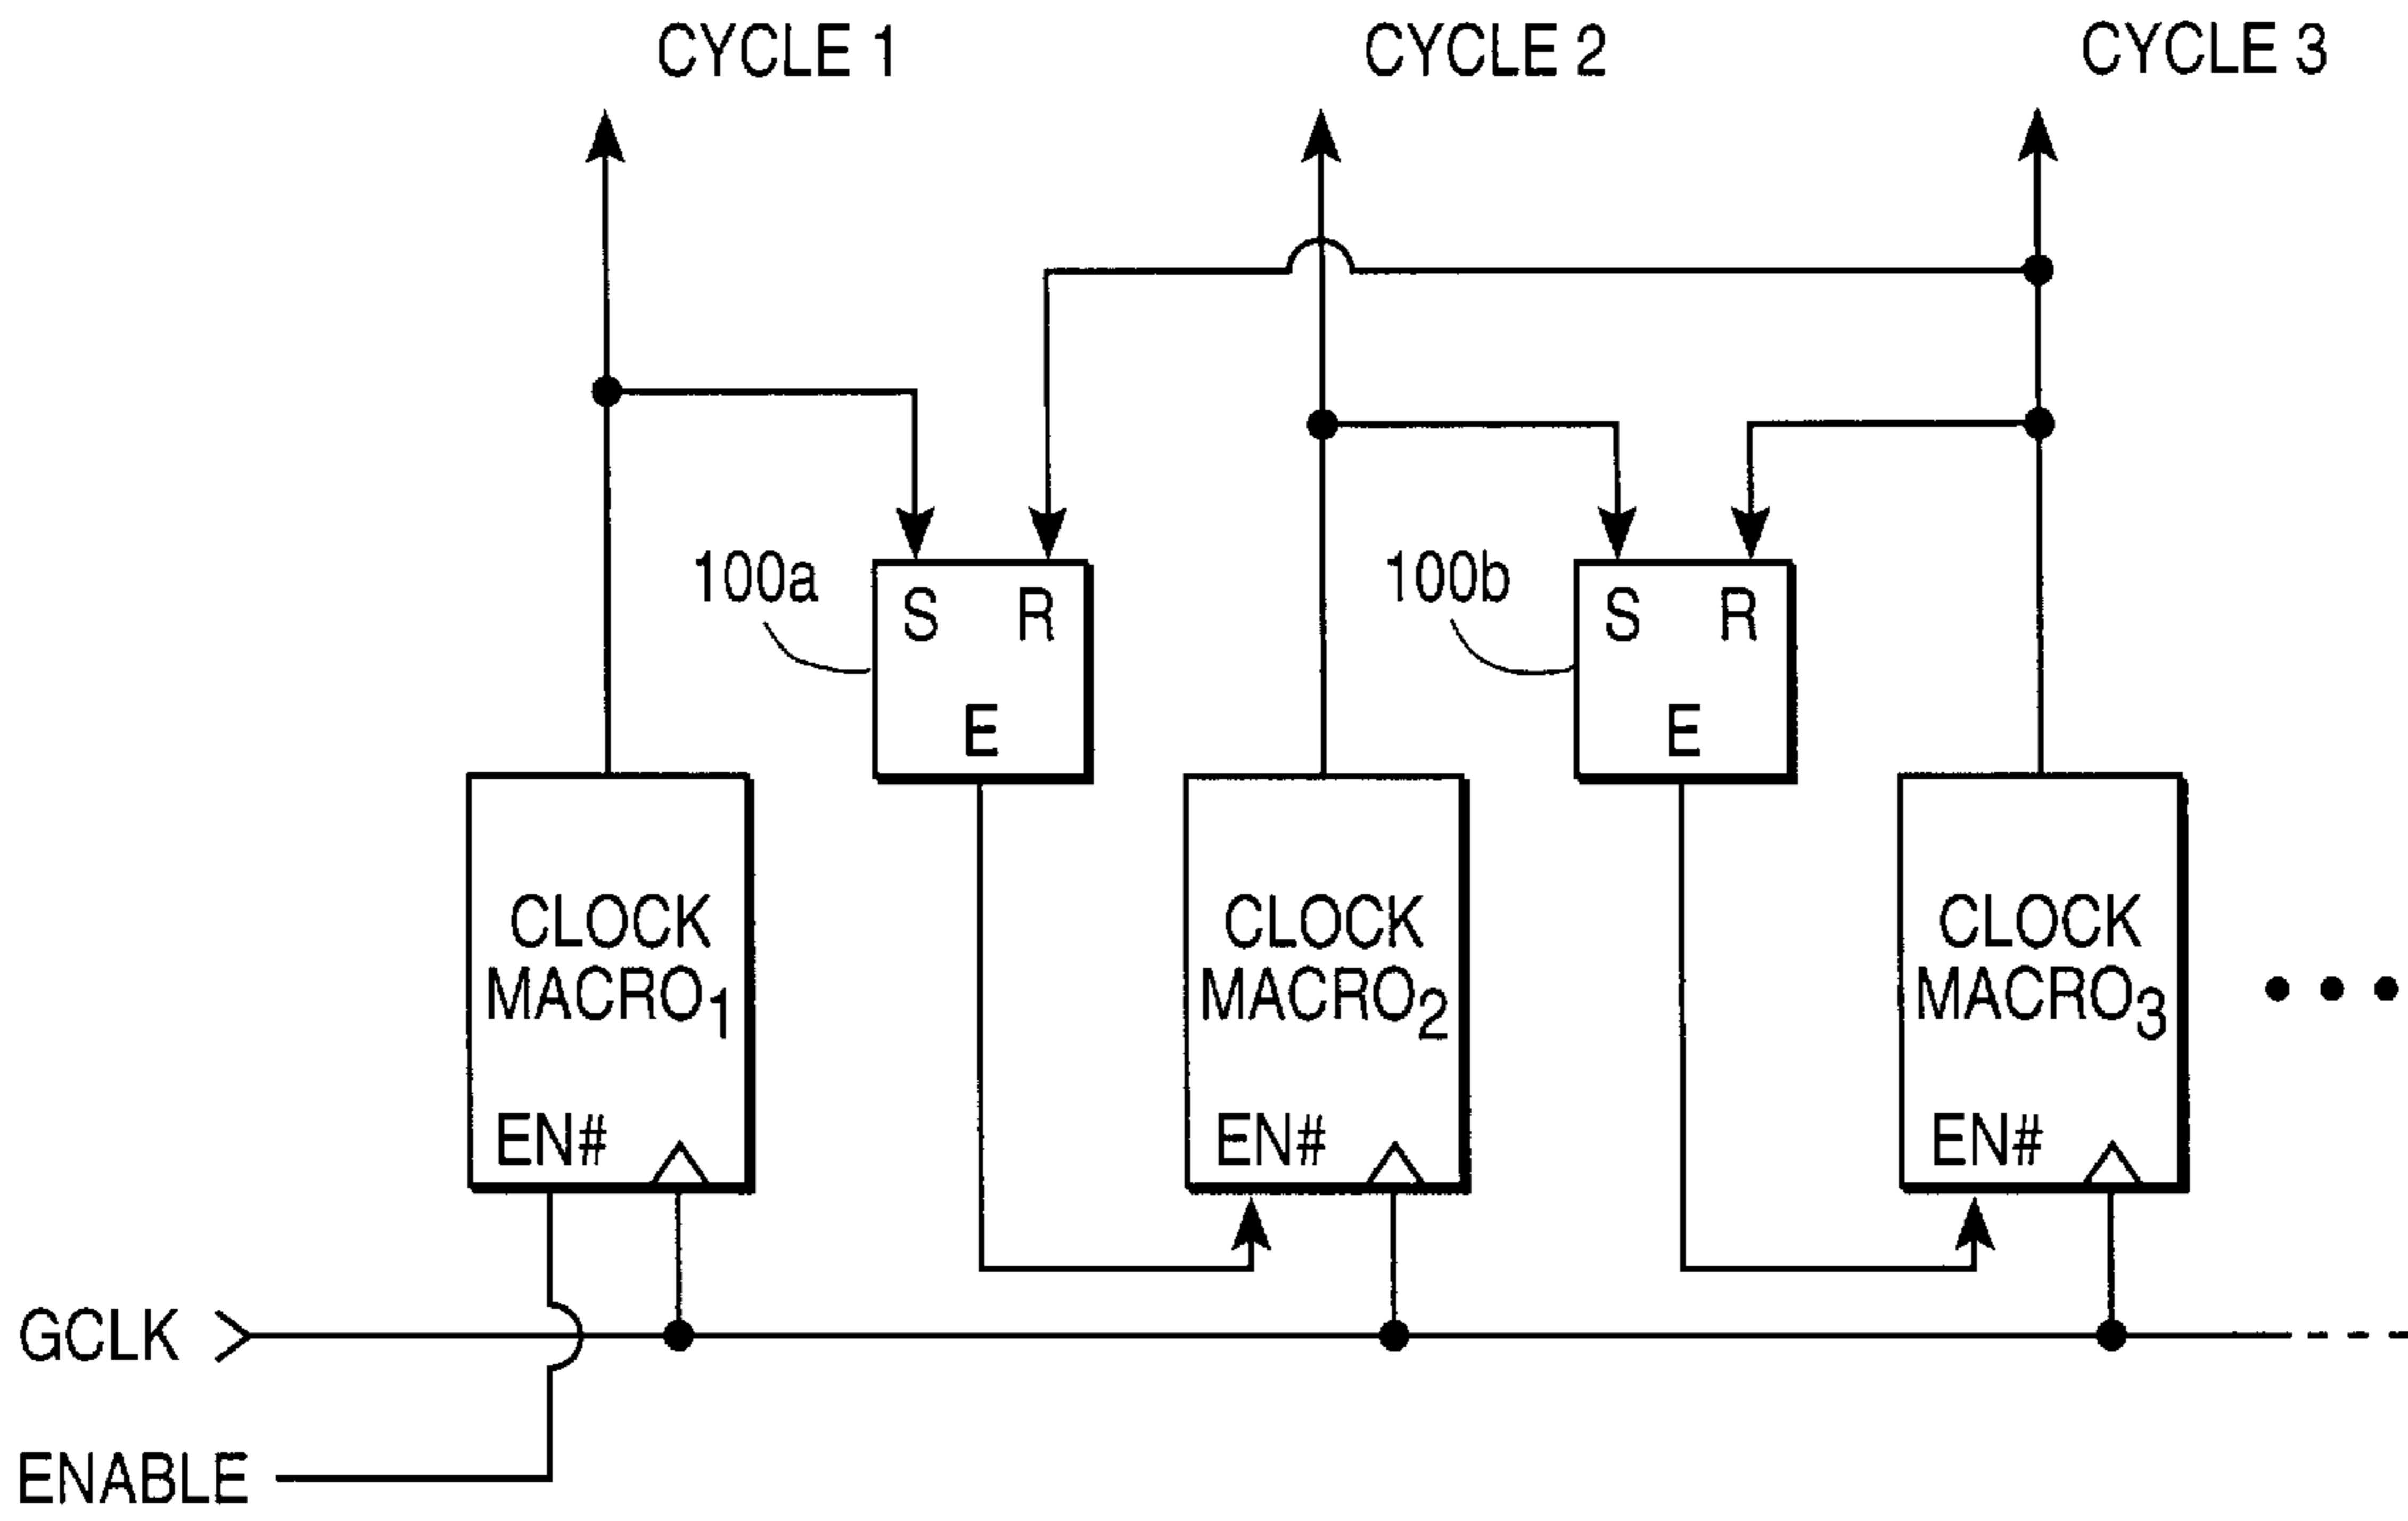 CYCLE 1
CYCLE 2
CYCLE 3
100a
S R
E
100b
S R
E
CLOCK
MACRO1
EN#
CLOCK
MACRO2
EN#
CLOCK
MACRO3
EN#
GCLK
ENABLE